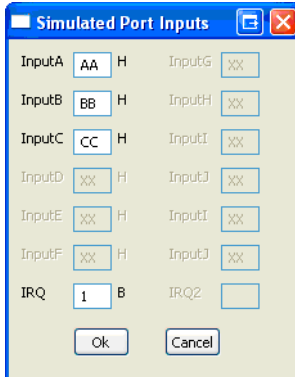 Simulated Port Inputs
InputA AA H InputG xx
InputB BB H InputH xx
InputC CC H InputI xx
InputD xx H InputJ xx
InputE xx H InputI xx
InputF xx H InputJ xx
IRQ 1 B IRQ2
Ok Cancel